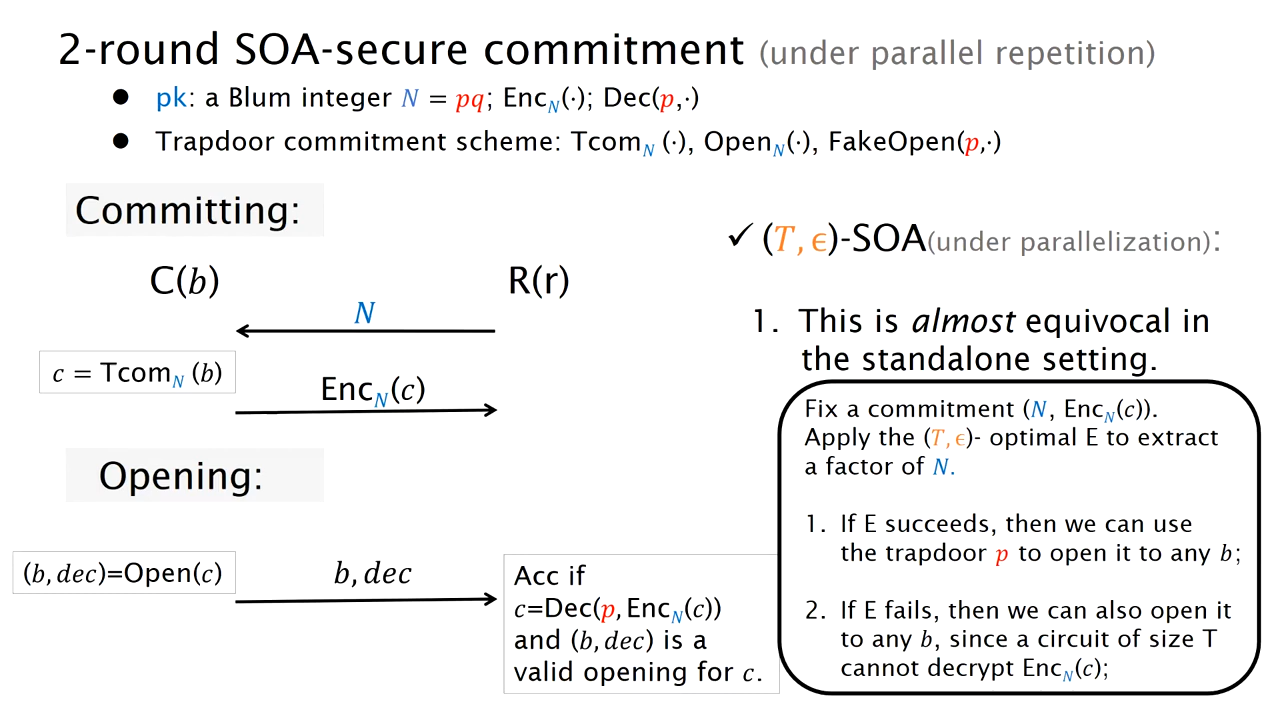 2-round SOA-secure commitment (under parallel repetition)
● pk: a Blum integer N = pq; Enc_N(·); Dec(p,·)
● Trapdoor commitment scheme: Tcom_N (·), Open_N(·), FakeOpen(p,·)
Committing:
C(b)
R(r)
N
c = Tcom_N (b)
Enc_N(c)
Opening:
(b, dec)=Open(c)
b, dec
Acc if
c=Dec(p, Enc_N(c))
and (b, dec) is a
valid opening for c.
✓ (T, ϵ)-SOA(under parallelization):
1. This is almost equivocal in
the standalone setting.
Fix a commitment (N, Enc_N(c)).
Apply the (T, ϵ)- optimal E to extract
a factor of N.
1. If E succeeds, then we can use
the trapdoor p to open it to any b;
2. If E fails, then we can also open it
to any b, since a circuit of size T
cannot decrypt Enc_N(c);